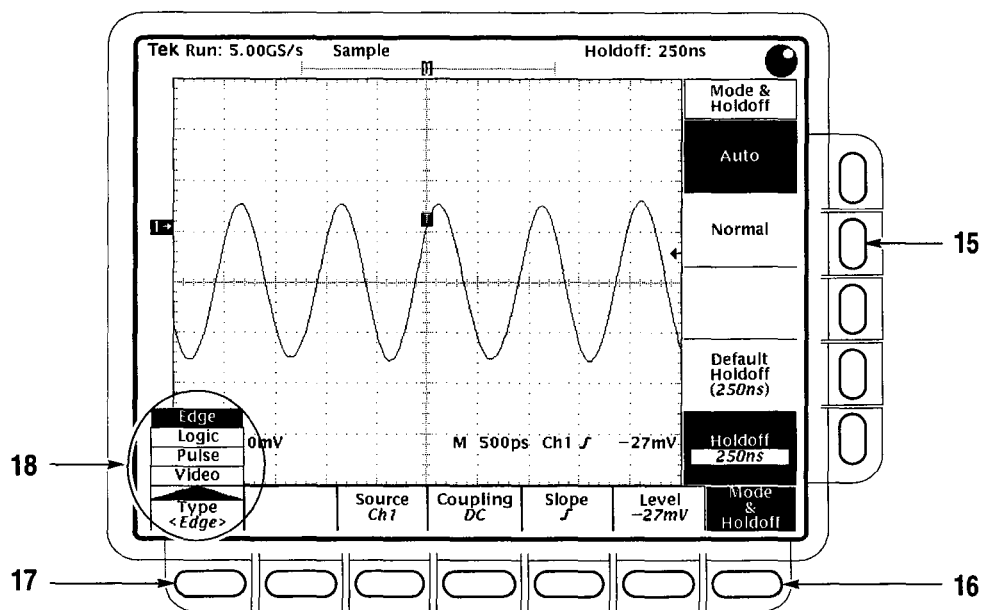 Tek Run: 5.00GS/s Sample Holdoff: 250ns
[T]
Mode &
Holdoff
Auto
1→
T
Normal
15
Default
Holdoff
(250ns)
Edge
Logic
Pulse
Video
0mV M 500ps Ch1 ∫ −27mV
Holdoff
250ns
18
Type
<Edge>
Source
Ch1
Coupling
DC
Slope
∫
Level
−27mV
Mode
&
Holdoff
17
16